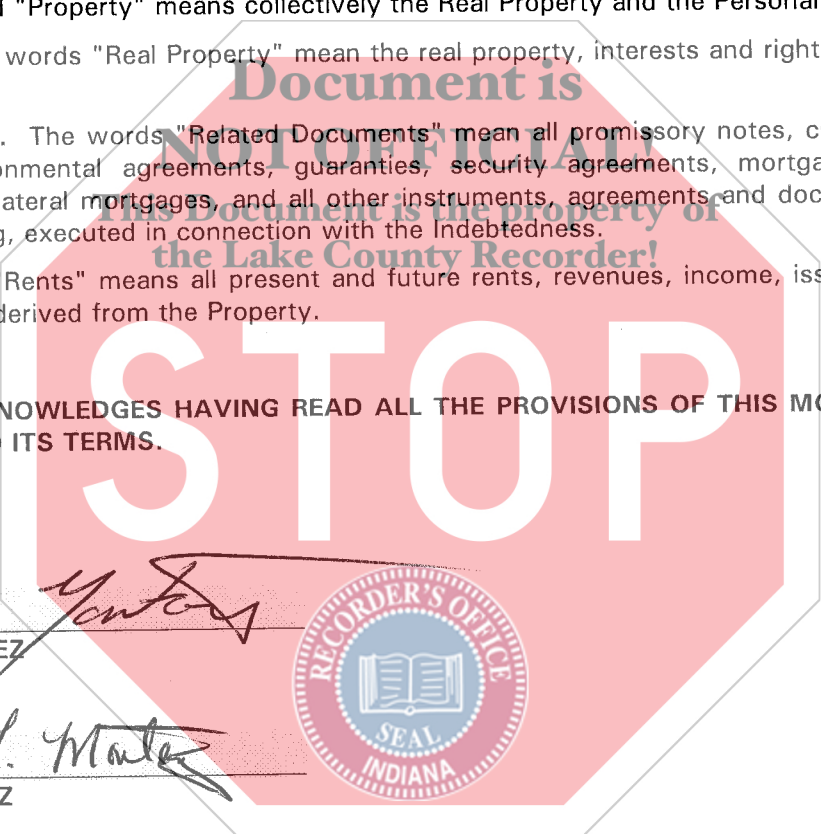 "Property" means collectively the Real Property and the Personal
words "Real Property" mean the real property, interests and right
Document is
. The words "Related Documents" mean all promissory notes, c
NOT OFFICIAL!
onmental agreements, guaranties, security agreements, mortga
ateral mortgages, and all other instruments, agreements and doc
This Document is the property of
g, executed in connection with the Indebtedness.
the Lake County Recorder!
Rents" means all present and future rents, revenues, income, iss
derived from the Property.
STOP
NOWLEDGES HAVING READ ALL THE PROVISIONS OF THIS MO
ITS TERMS.
EZ
Z
RECORDER'S OFFICE
SEAL
INDIANA